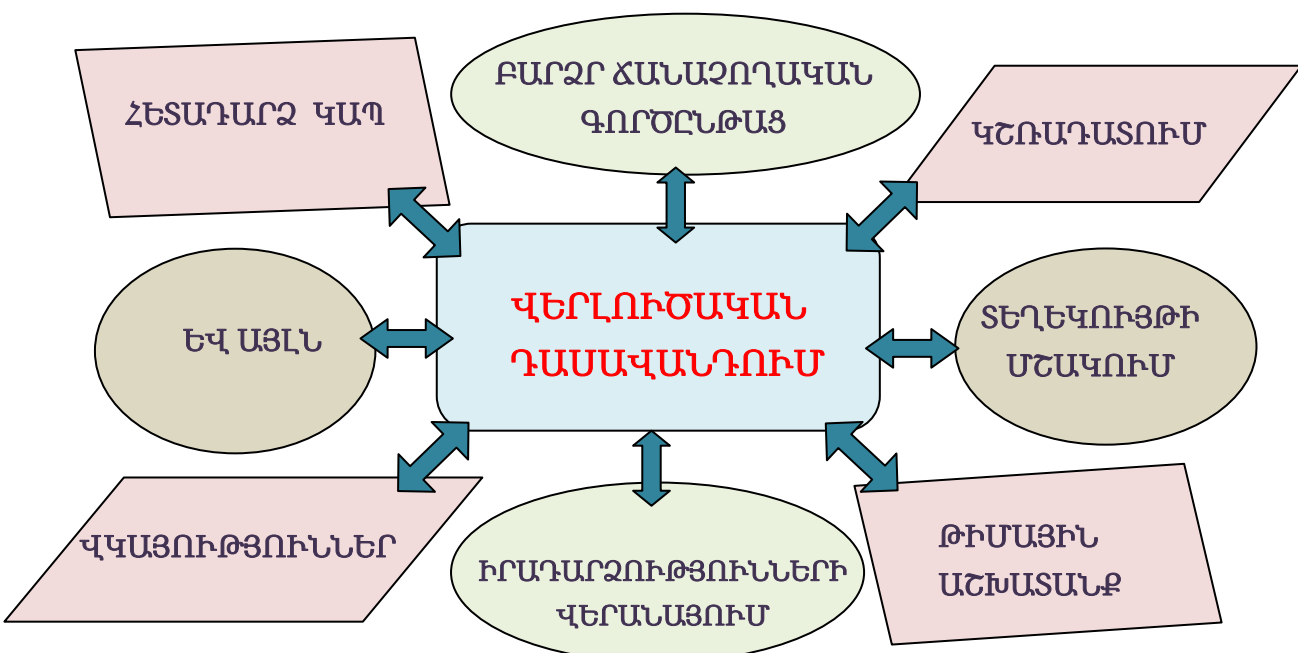 ՀԵՏԱԴԱՐՁ ԿԱՊ
ԲԱՐՁՐ ՃԱՆԱՉՈՂԱԿԱՆ
ԳՈՐԾԸՆԹԱՑ
ԿՇՌԱԴԱՏՈՒՄ
ԵՎ ԱՅԼՆ
ՎԵՐԼՈՒԾԱԿԱՆ
ԴԱՍԱՎԱՆԴՈՒՄ
ՏԵՂԵԿՈՒՅԹԻ
ՄՇԱԿՈՒՄ
ՎԿԱՅՈՒԹՅՈՒՆՆԵՐ
ԻՐԱԴԱՐՁՈՒԹՅՈՒՆՆԵՐԻ
ՎԵՐԱՆԱՅՈՒՄ
ԹԻՄԱՅԻՆ
ԱՇԽԱՏԱՆՔ